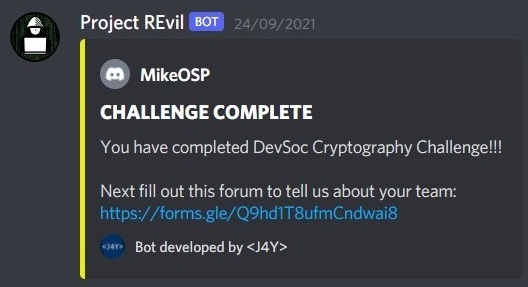 Project REvil BOT 24/09/2021
MikeOSP
CHALLENGE COMPLETE
You have completed DevSoc Cryptography Challenge!!!
Next fill out this forum to tell us about your team:
https://forms.gle/Q9hd1T8ufmCndwai8
<J4Y> Bot developed by <J4Y>